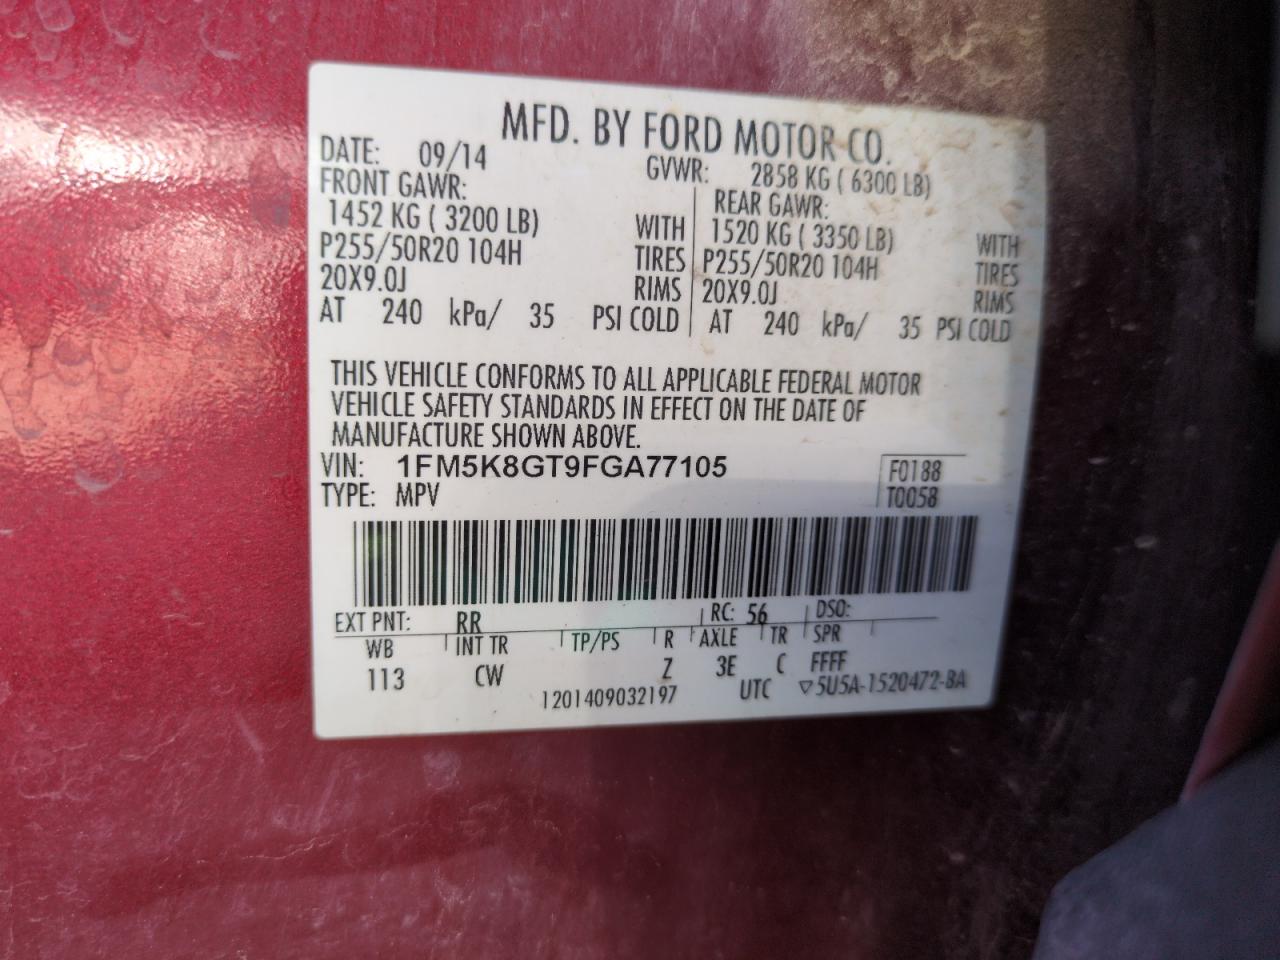 MFD. BY FORD MOTOR CO.
DATE: 09/14 GVWR: 2858 KG ( 6300 LB)
FRONT GAWR: REAR GAWR:
1452 KG ( 3200 LB) WITH 1520 KG ( 3350 LB) WITH
P255/50R20 104H TIRES P255/50R20 104H TIRES
20X9.0J RIMS 20X9.0J RIMS
AT 240 kPa/ 35 PSI COLD AT 240 kPa/ 35 PSI COLD
THIS VEHICLE CONFORMS TO ALL APPLICABLE FEDERAL MOTOR
VEHICLE SAFETY STANDARDS IN EFFECT ON THE DATE OF
MANUFACTURE SHOWN ABOVE.
VIN: 1FM5K8GT9FGA77105 F0188
TYPE: MPV T0058
EXT PNT: RR RC: 56 DSO:
WB INT TR TP/PS R AXLE TR SPR
113 CW Z 3E C FFFF
1201409032197 UTC ▽5U5A-1520472-BA